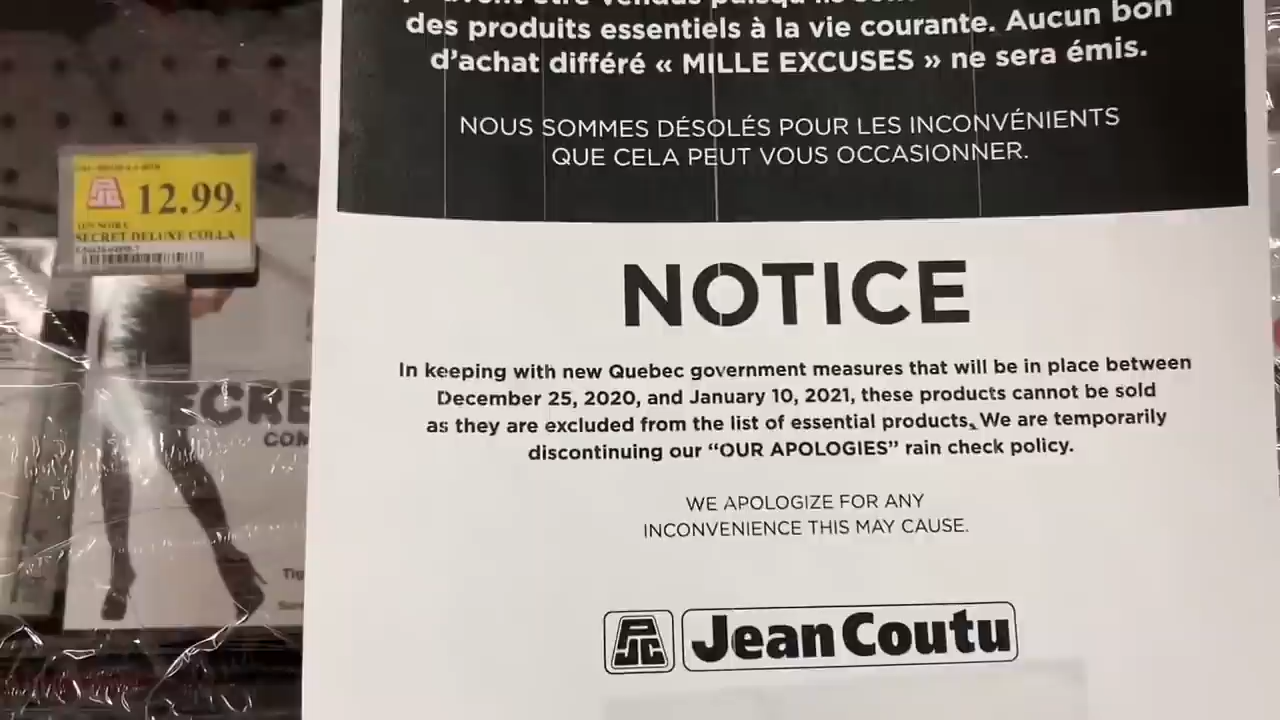 des produits essentiels à la vie courante. Aucun bon
d'achat différé « MILLE EXCUSES » ne sera émis.
NOUS SOMMES DÉSOLÉS POUR LES INCONVÉNIENTS
QUE CELA PEUT VOUS OCCASIONNER.
NOTICE
In keeping with new Quebec government measures that will be in place between
December 25, 2020, and January 10, 2021, these products cannot be sold
as they are excluded from the list of essential products. We are temporarily
discontinuing our “OUR APOLOGIES” rain check policy.
WE APOLOGIZE FOR ANY
INCONVENIENCE THIS MAY CAUSE.
PJC Jean Coutu
PJC 12.99
SECRET DELUXE COLLA
ECRE
CON
Tig